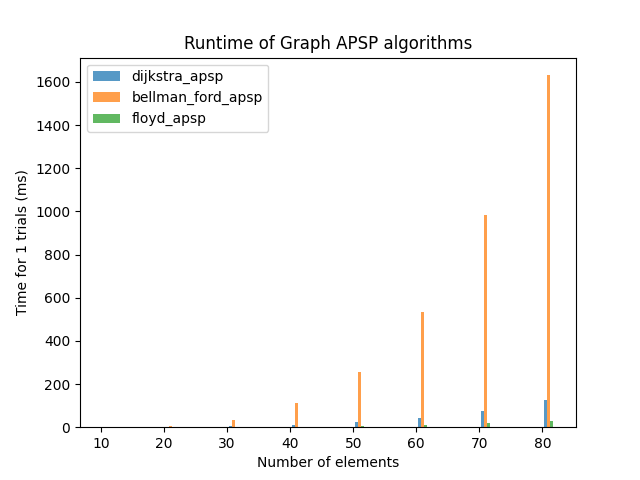 Runtime of Graph APSP algorithms
dijkstra_apsp
bellman_ford_apsp
floyd_apsp
Time for 1 trials (ms)
1600
1400
1200
1000
800
600
400
200
0
10 20 30 40 50 60 70 80
Number of elements